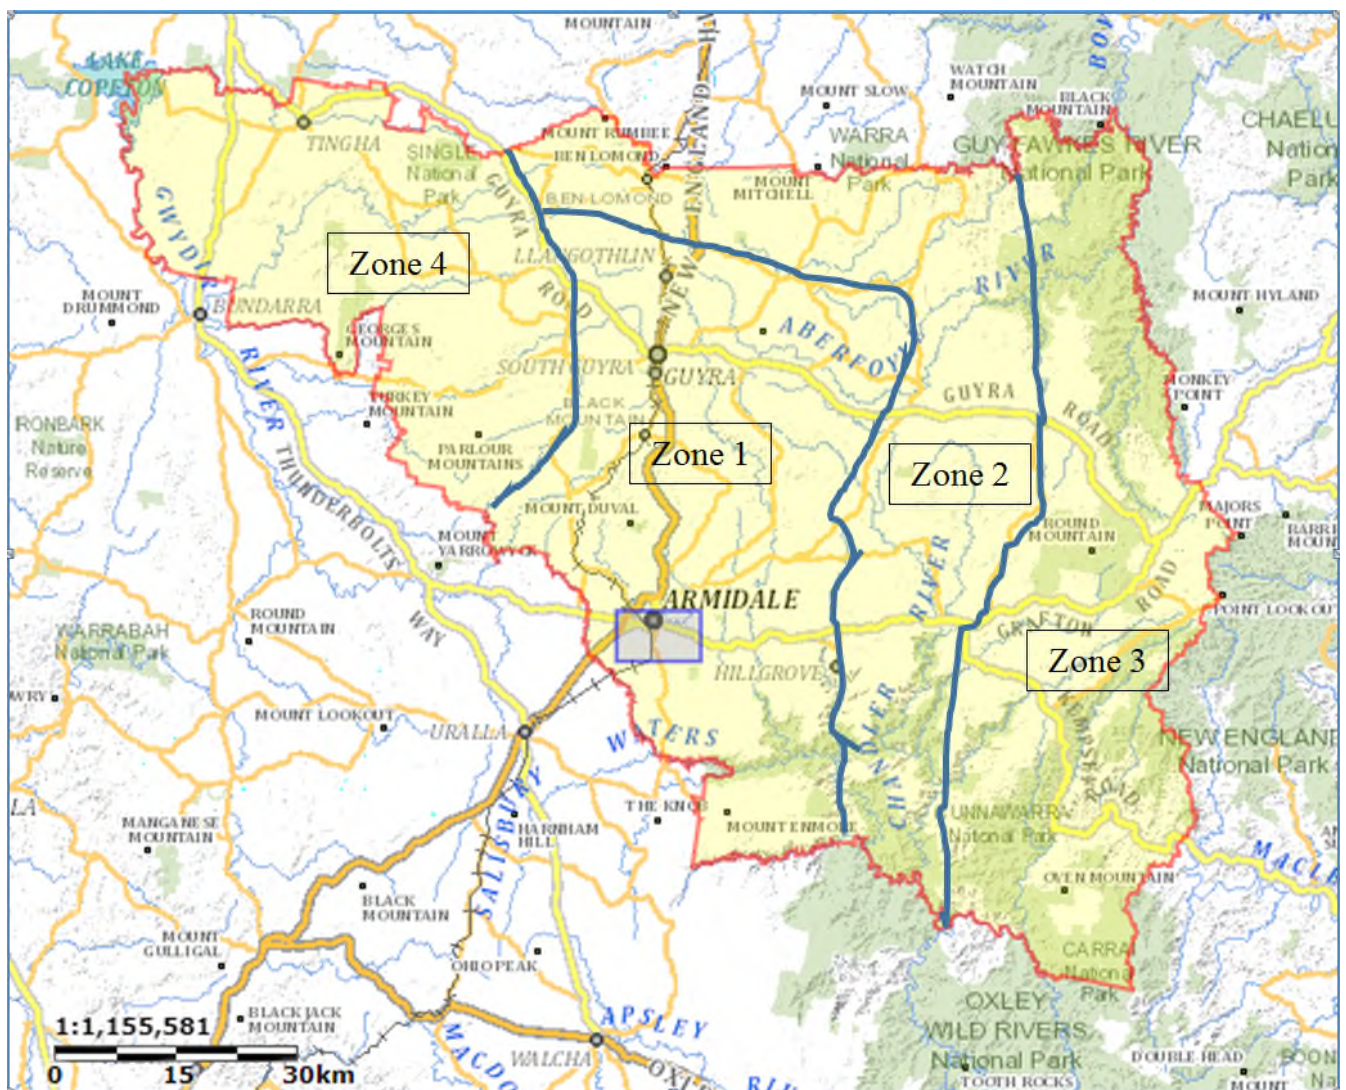 MOUNTAIN
LAKE
COPETON
WATCH
MOUNTAIN
MOUNT SLOW
BLACK
MOUNTAIN
TINGHA
MOUNT RUMBEE
WARRA
National
Park
GUY FAWKES RIVER
National Park
SINGLE
National
Park
BEN LOMOND
MOUNT
MITCHELL
NEW ENGLAND
BEN LOMOND
GWYDIR
RIVER
GUYRA
ROAD
LLANGOTHLIN
Zone 4
RIVER
MOUNT
DRUMMOND
BUNDARRA
MOUNT HYLAND
GEORGES
MOUNTAIN
ABERFOYLE
SOUTH GUYRA
GUYRA
GUYRA
ROAD
MONKEY
POINT
TURKEY
MOUNTAIN
BLACK
MOUNTAIN
IRONBARK
Nature
Reserve
PARLOUR
MOUNTAINS
Zone 1
Zone 2
THUNDERBOLTS
WAY
MOUNT DUVAL
MAJORS
POINT
ROUND
MOUNTAIN
MOUNT
YARROWYCK
RIVER
ARMIDALE
POINT LOOKOUT
ROUND
MOUNTAIN
GRAFTON
ROAD
WARRABAH
National Park
Zone 3
HILLGROVE
MOUNT LOOKOUT
URALLA
WATERS
CHANDLER
KEMPSEY
ROAD
NEW ENGLAND
National Park
THE KNOB
MOUNT ENMORE
National Park
MANGANESE
MOUNTAIN
HARNHAM
HILL
SALISBURY
OVEN MOUNTAIN
BLACK
MOUNTAIN
MOUNT
GULLIGAL
OHIO PEAK
CARRAI
National
Park
BLACK JACK
MOUNTAIN
OXLEY
WILD RIVERS
National Park
APSLEY
WALCHA
DOUBLE HEAD
TOOTH ROCKS
MOUNT
1:1,155,581
0 15 30km